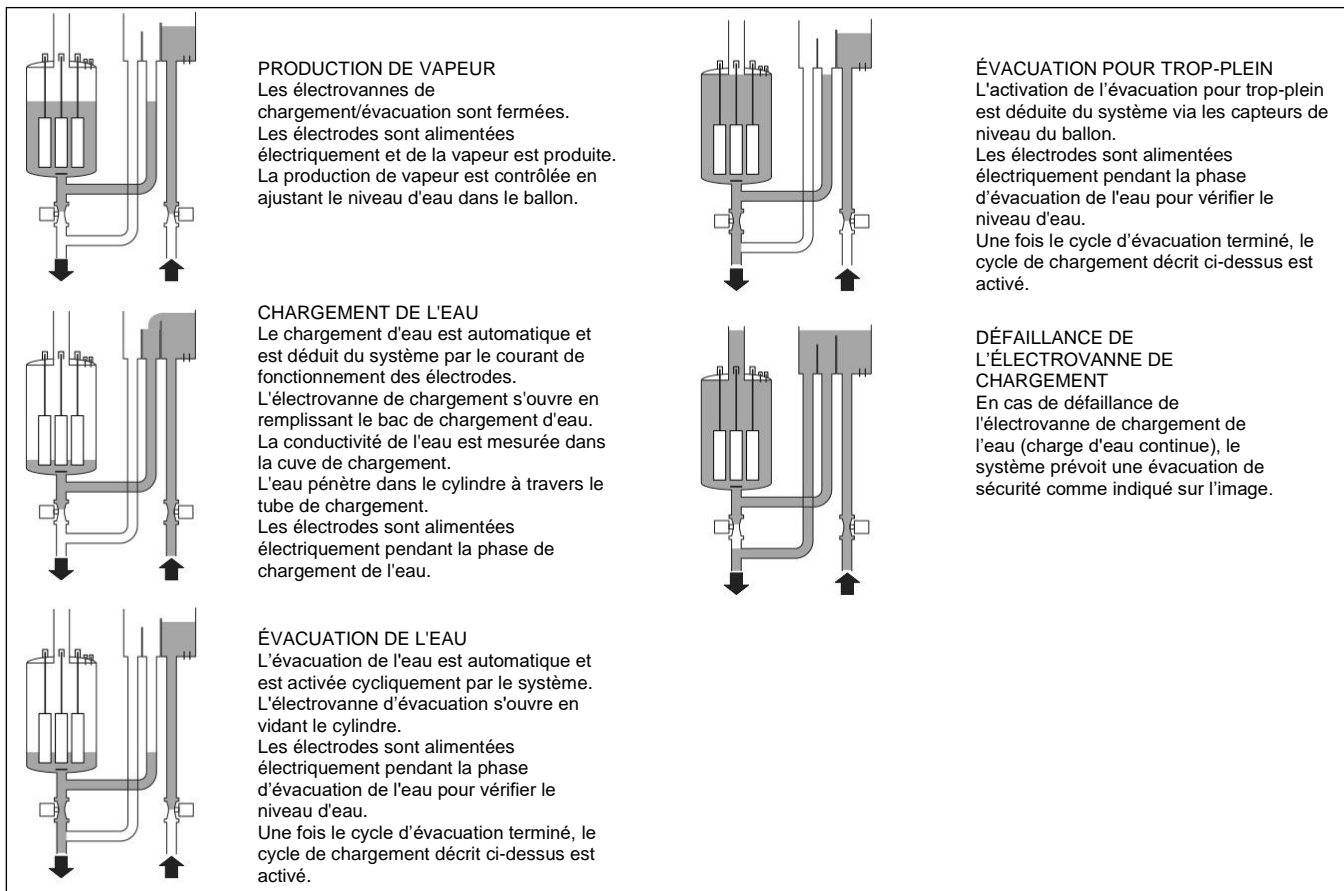 PRODUCTION DE VAPEUR
Les électrovannes de
chargement/évacuation sont fermées.
Les électrodes sont alimentées
électriquement et de la vapeur est produite.
La production de vapeur est contrôlée en
ajustant le niveau d'eau dans le ballon.
CHARGEMENT DE L'EAU
Le chargement d'eau est automatique et
est déduit du système par le courant de
fonctionnement des électrodes.
L'électrovanne de chargement s'ouvre en
remplissant le bac de chargement d'eau.
La conductivité de l'eau est mesurée dans
la cuve de chargement.
L'eau pénètre dans le cylindre à travers le
tube de chargement.
Les électrodes sont alimentées
électriquement pendant la phase de
chargement de l'eau.
ÉVACUATION DE L'EAU
L'évacuation de l'eau est automatique et
est activée cycliquement par le système.
L'électrovanne d'évacuation s'ouvre en
vidant le cylindre.
Les électrodes sont alimentées
électriquement pendant la phase
d'évacuation de l'eau pour vérifier le
niveau d'eau.
Une fois le cycle d'évacuation terminé, le
cycle de chargement décrit ci-dessus est
activé.
ÉVACUATION POUR TROP-PLEIN
L'activation de l'évacuation pour trop-plein
est déduite du système via les capteurs de
niveau du ballon.
Les électrodes sont alimentées
électriquement pendant la phase
d'évacuation de l'eau pour vérifier le
niveau d'eau.
Une fois le cycle d'évacuation terminé, le
cycle de chargement décrit ci-dessus est
activé.
DÉFAILLANCE DE
L'ÉLECTROVANNE DE
CHARGEMENT
En cas de défaillance de
l'électrovanne de chargement de
l'eau (charge d'eau continue), le
système prévoit une évacuation de
sécurité comme indiqué sur l'image.